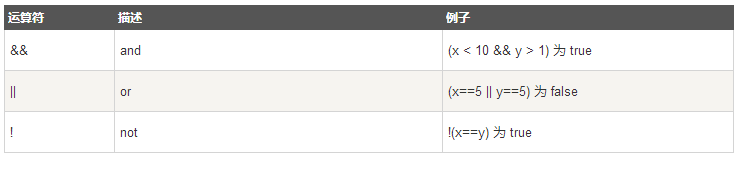 运算符 描述 例子
&& and (x < 10 && y > 1) 为 true
|| or (x==5 || y==5) 为 false
! not !(x==y) 为 true